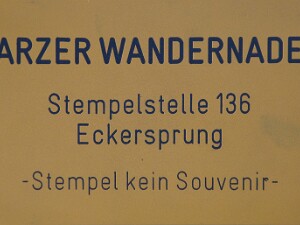 ARZER WANDERNADE
Stempelstelle 136
Eckersprung
-Stempel kein Souvenir-